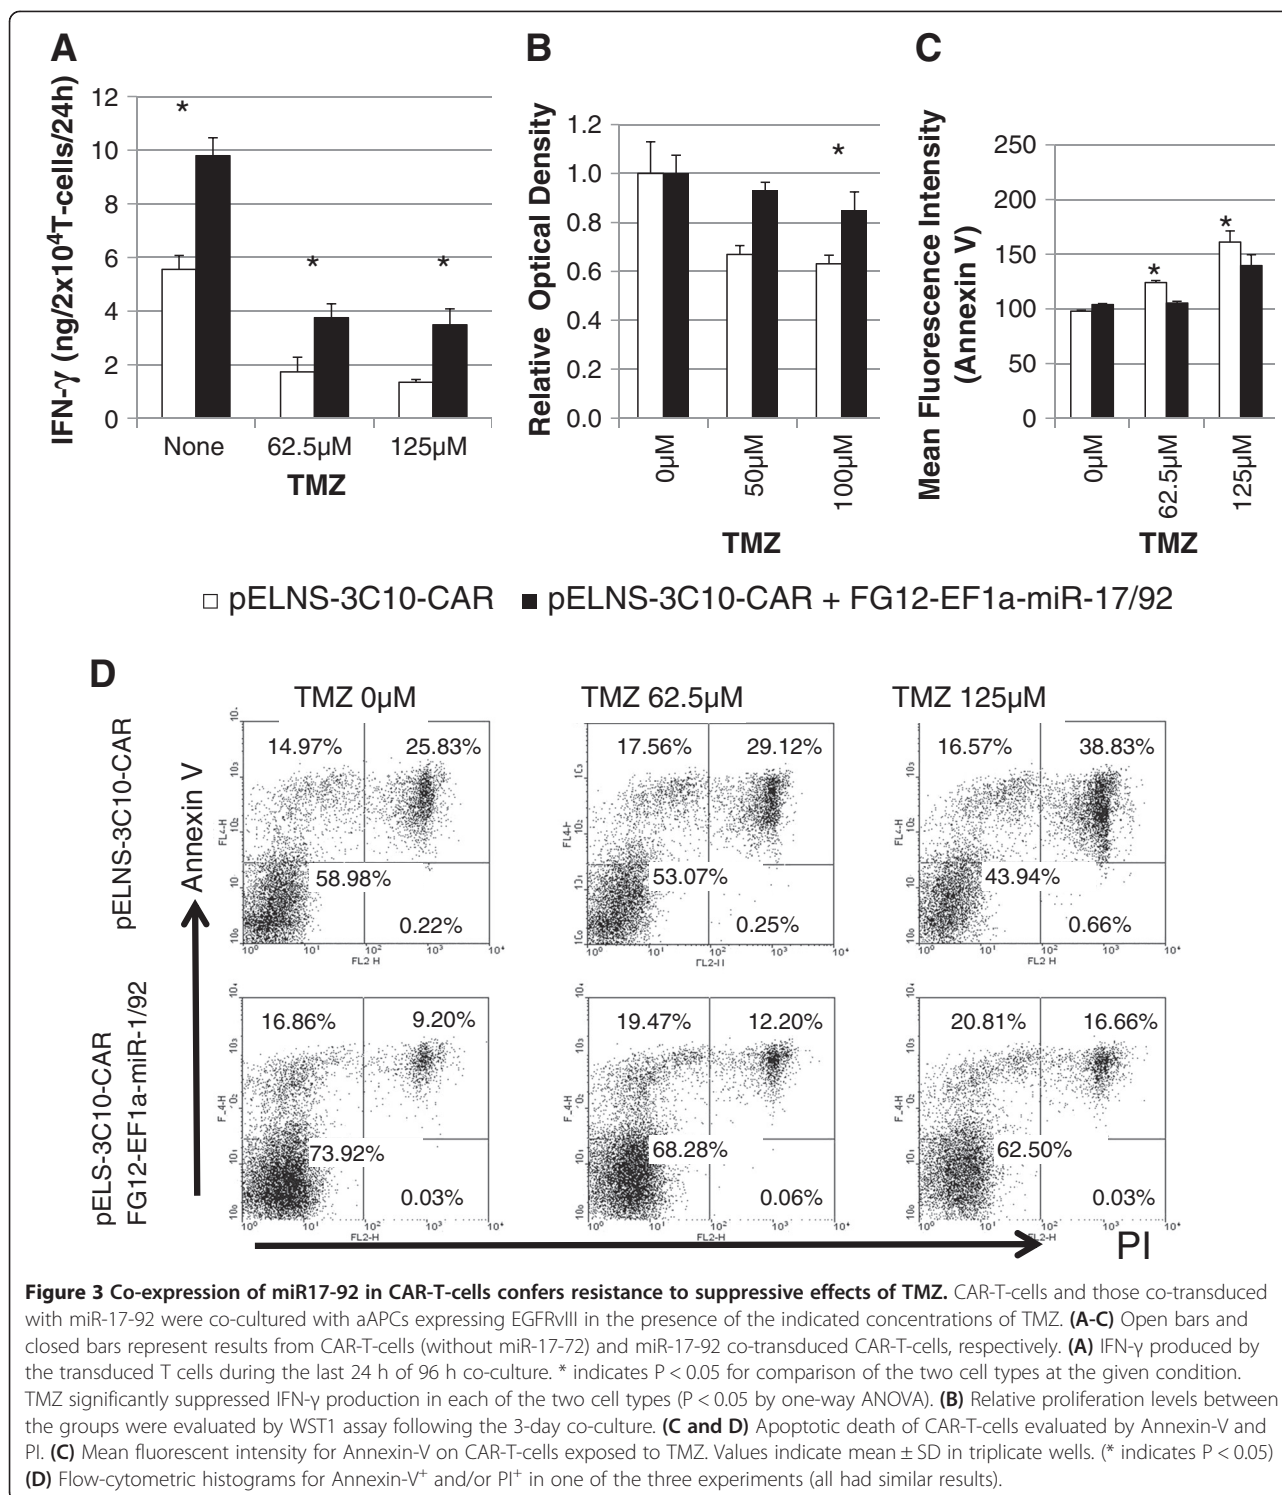 A
IFN-γ (ng/2x10⁴T-cells/24h)
12
10
8
6
4
2
0
*
*
*
None
62.5µM
125µM
TMZ
B
Relative Optical Density
1.2
1.0
0.8
0.6
0.4
0.2
0.0
*
0µM
50µM
100µM
TMZ
C
Mean Fluorescence Intensity
(Annexin V)
250
200
150
100
50
0
*
*
0µM
62.5µM
125µM
TMZ
pELNS-3C10-CAR
pELNS-3C10-CAR + FG12-EF1a-miR-17/92
D
TMZ 0µM
TMZ 62.5µM
TMZ 125µM
pELNS-3C10-CAR
Annexin V
14.97%
25.83%
58.98%
0.22%
FL4-H
FL2 H
17.56%
29.12%
53.07%
0.25%
16.57%
38.83%
43.94%
0.66%
FL4-H
FL2 H
pELS-3C10-CAR
FG12-EF1a-miR-1/92
16.86%
9.20%
73.92%
0.03%
FL2-H
19.47%
12.20%
68.28%
0.06%
FL2-H
20.81%
16.66%
62.50%
0.03%
PI
Figure 3 Co-expression of miR17-92 in CAR-T-cells confers resistance to suppressive effects of TMZ. CAR-T-cells and those co-transduced
with miR-17-92 were co-cultured with aAPCs expressing EGFRvIII in the presence of the indicated concentrations of TMZ. (A-C) Open bars and
closed bars represent results from CAR-T-cells (without miR-17-72) and miR-17-92 co-transduced CAR-T-cells, respectively. (A) IFN-γ produced by
the transduced T cells during the last 24 h of 96 h co-culture. * indicates P < 0.05 for comparison of the two cell types at the given condition.
TMZ significantly suppressed IFN-γ production in each of the two cell types (P < 0.05 by one-way ANOVA). (B) Relative proliferation levels between
the groups were evaluated by WST1 assay following the 3-day co-culture. (C and D) Apoptotic death of CAR-T-cells evaluated by Annexin-V and
PI. (C) Mean fluorescent intensity for Annexin-V on CAR-T-cells exposed to TMZ. Values indicate mean ± SD in triplicate wells. (* indicates P < 0.05)
(D) Flow-cytometric histograms for Annexin-V⁺ and/or PI⁺ in one of the three experiments (all had similar results).